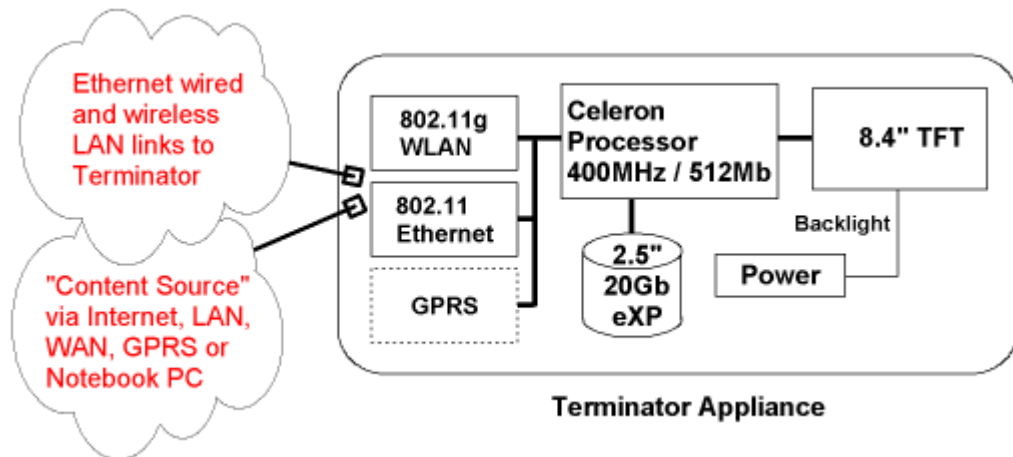 Ethernet wired
and wireless
LAN links to
Terminator
"Content Source"
via Internet, LAN,
WAN, GPRS or
Notebook PC
802.11g
WLAN
802.11
Ethernet
GPRS
Celeron
Processor
400MHz / 512Mb
2.5"
20Gb
eXP
8.4" TFT
Backlight
Power
Terminator Appliance